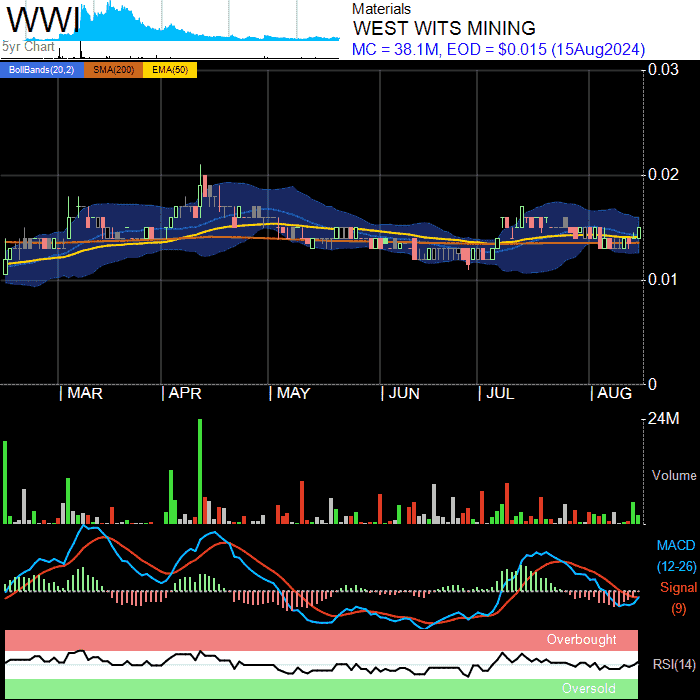 WWI
5yr Chart
Materials
WEST WITS MINING
MC = 38.1M, EOD = $0.015 (15Aug2024)
BollBands(20,2) SMA(200) EMA(50)
0.03
0.02
0.01
0
MAR APR MAY JUN JUL AUG
24M
Volume
MACD
(12-26)
Signal
(9)
Overbought
RSI(14)
Oversold